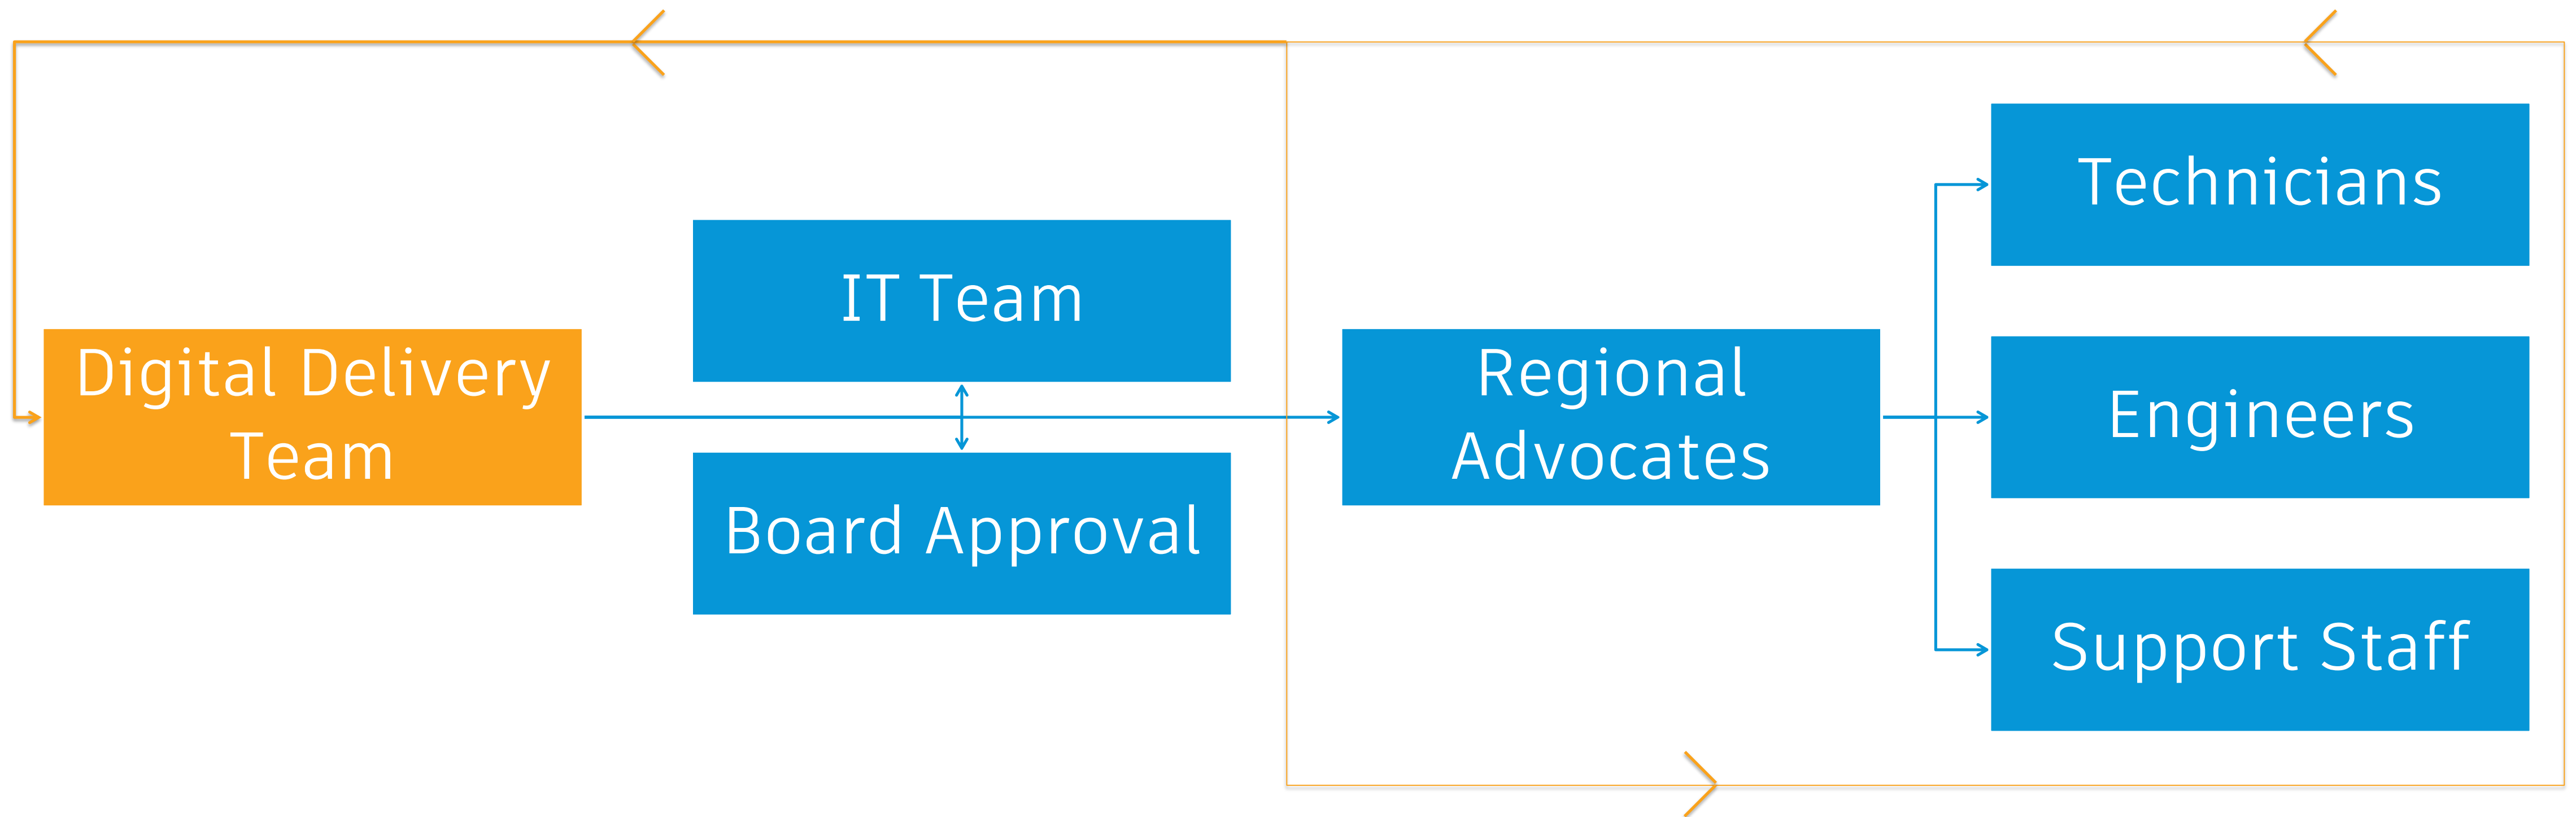 Digital Delivery
Team
IT Team
Board Approval
Regional
Advocates
Technicians
Engineers
Support Staff